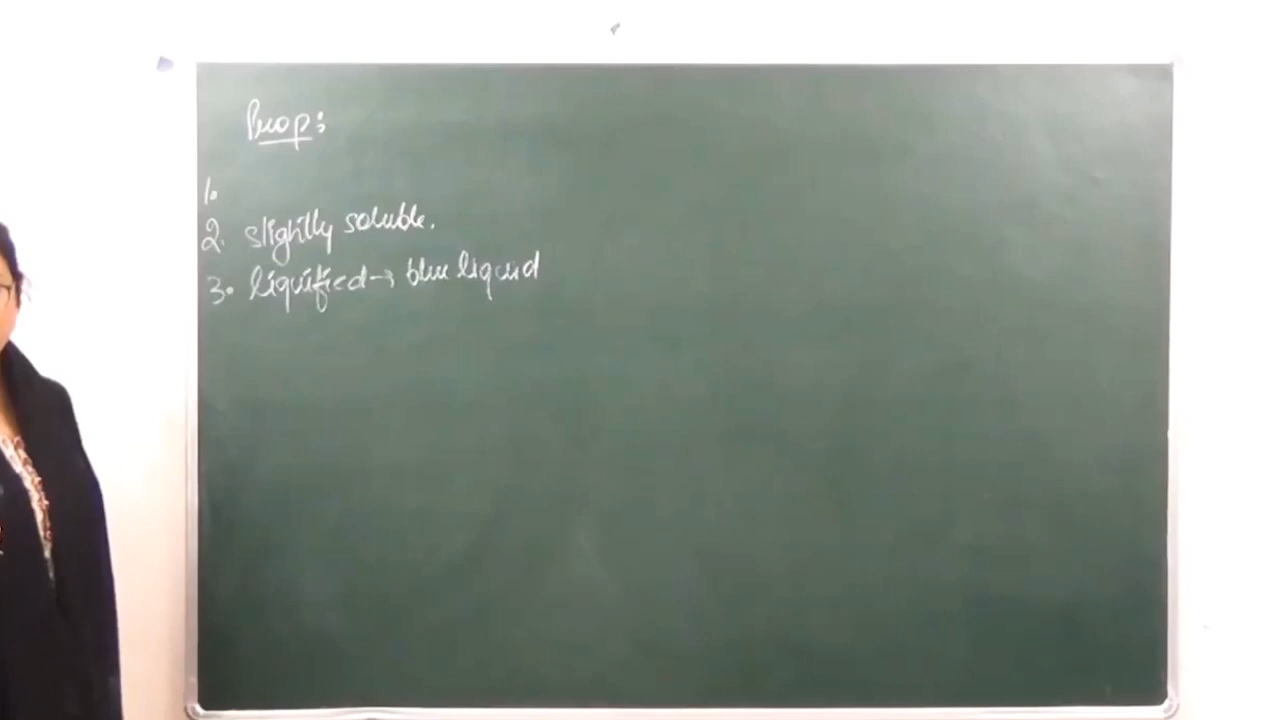 Prop:
1.
2. slightly soluble.
3. liquified → blue liquid